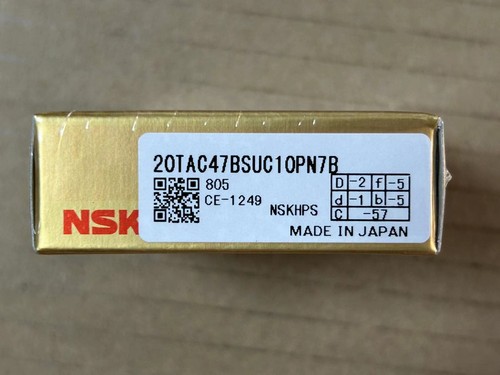 20TAC47BSUC10PN7B
805
CE-1249
NSKHPS
D -2 f -5
d -1 b -5
C -57
NSK
MADE IN JAPAN